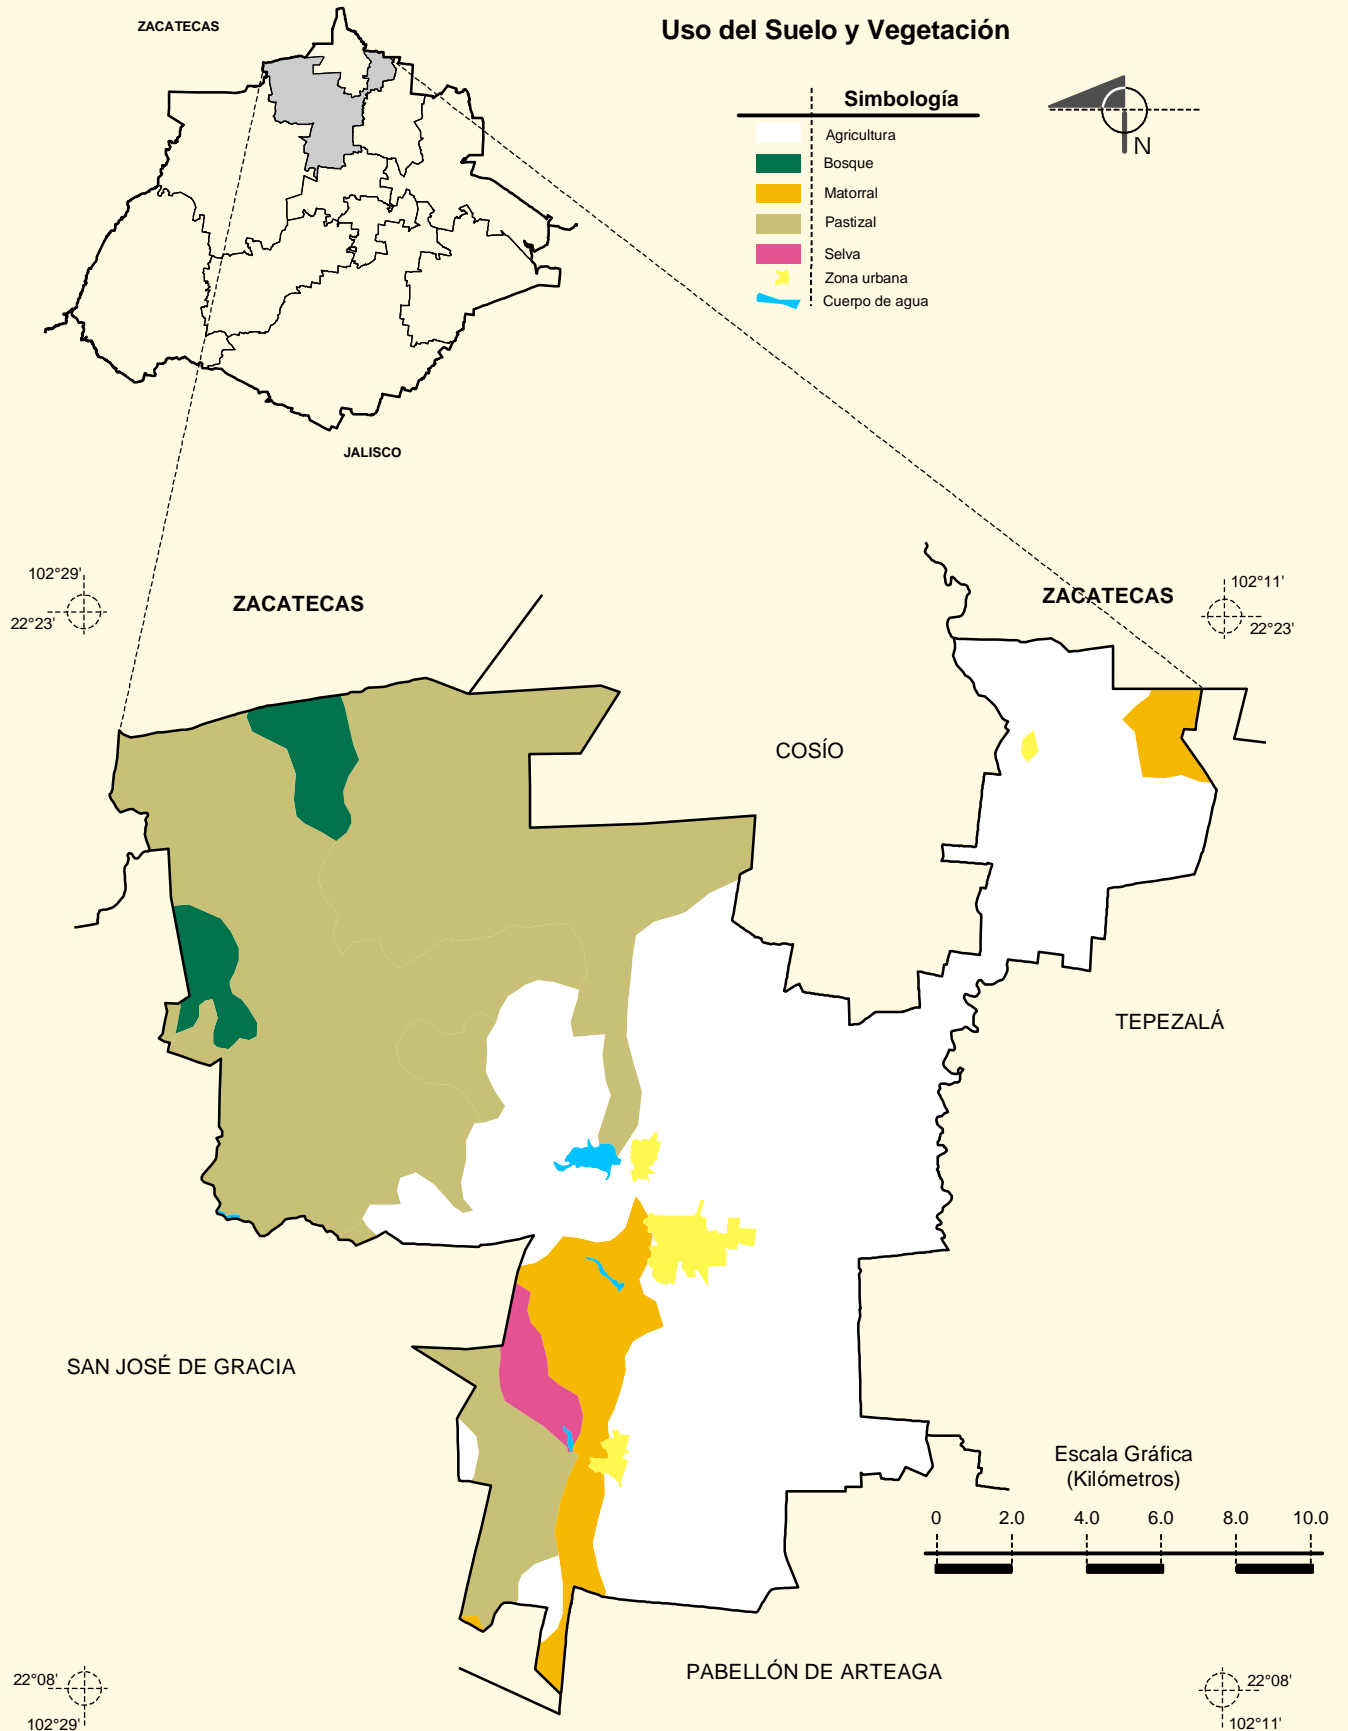 ZACATECAS
Uso del Suelo y Vegetación
Simbología
Agricultura
Bosque
Matorral
Pastizal
Selva
Zona urbana
Cuerpo de agua
N
JALISCO
102°29'
22°23'
ZACATECAS
ZACATECAS
102°11'
22°23'
COSÍO
TEPEZALÁ
SAN JOSÉ DE GRACIA
Escala Gráfica
(Kilómetros)
0 2.0 4.0 6.0 8.0 10.0
PABELLÓN DE ARTEAGA
22°08'
102°29'
22°08'
102°11'